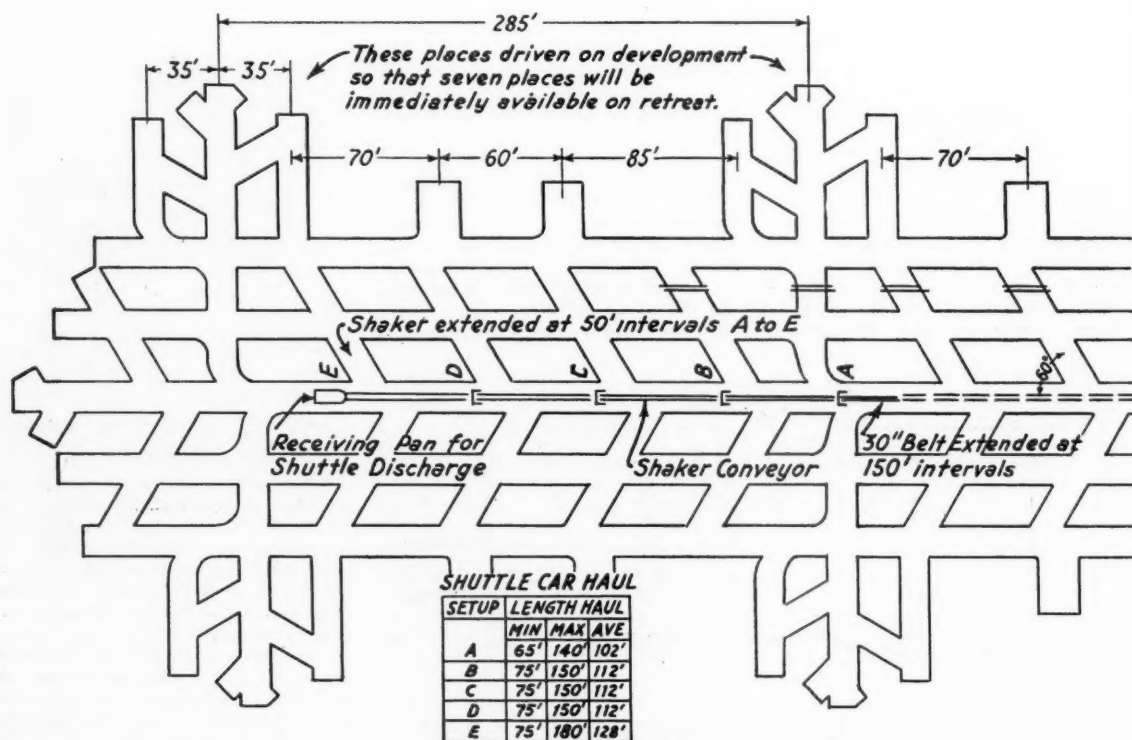 285'
These places driven on development
so that seven places will be
immediately available on retreat.
35' 35'
70' 60' 85' 70'
Shaker extended at 50' intervals A to E
E D C B A 60°
Receiving Pan for
Shuttle Discharge
Shaker Conveyor
30" Belt Extended at
150' intervals
SHUTTLE CAR HAUL
SETUP LENGTH HAUL
MIN MAX AVE
A 65' 140' 102'
B 75' 150' 112'
C 75' 150' 112'
D 75' 150' 112'
E 75' 180' 128'